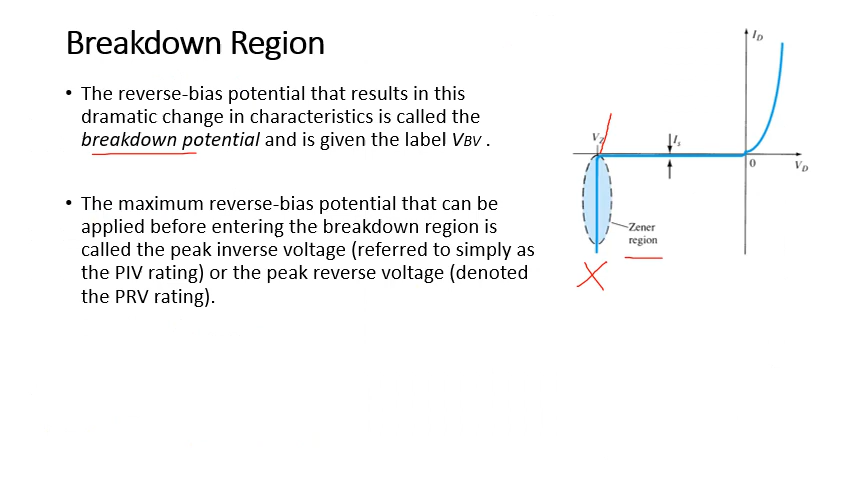 Breakdown Region
• The reverse-bias potential that results in this
dramatic change in characteristics is called the
breakdown potential and is given the label VBV .
• The maximum reverse-bias potential that can be
applied before entering the breakdown region is
called the peak inverse voltage (referred to simply as
the PIV rating) or the peak reverse voltage (denoted
the PRV rating).
ID
VZ
Is
0
VD
Zener
region